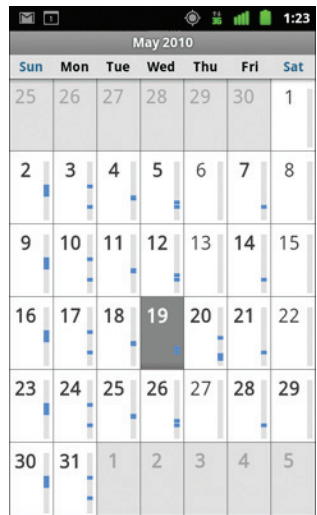 1 3G 1:23
May 2010
Sun Mon Tue Wed Thu Fri Sat
25 26 27 28 29 30 1
2 3 4 5 6 7 8
9 10 11 12 13 14 15
16 17 18 19 20 21 22
23 24 25 26 27 28 29
30 31 1 2 3 4 5